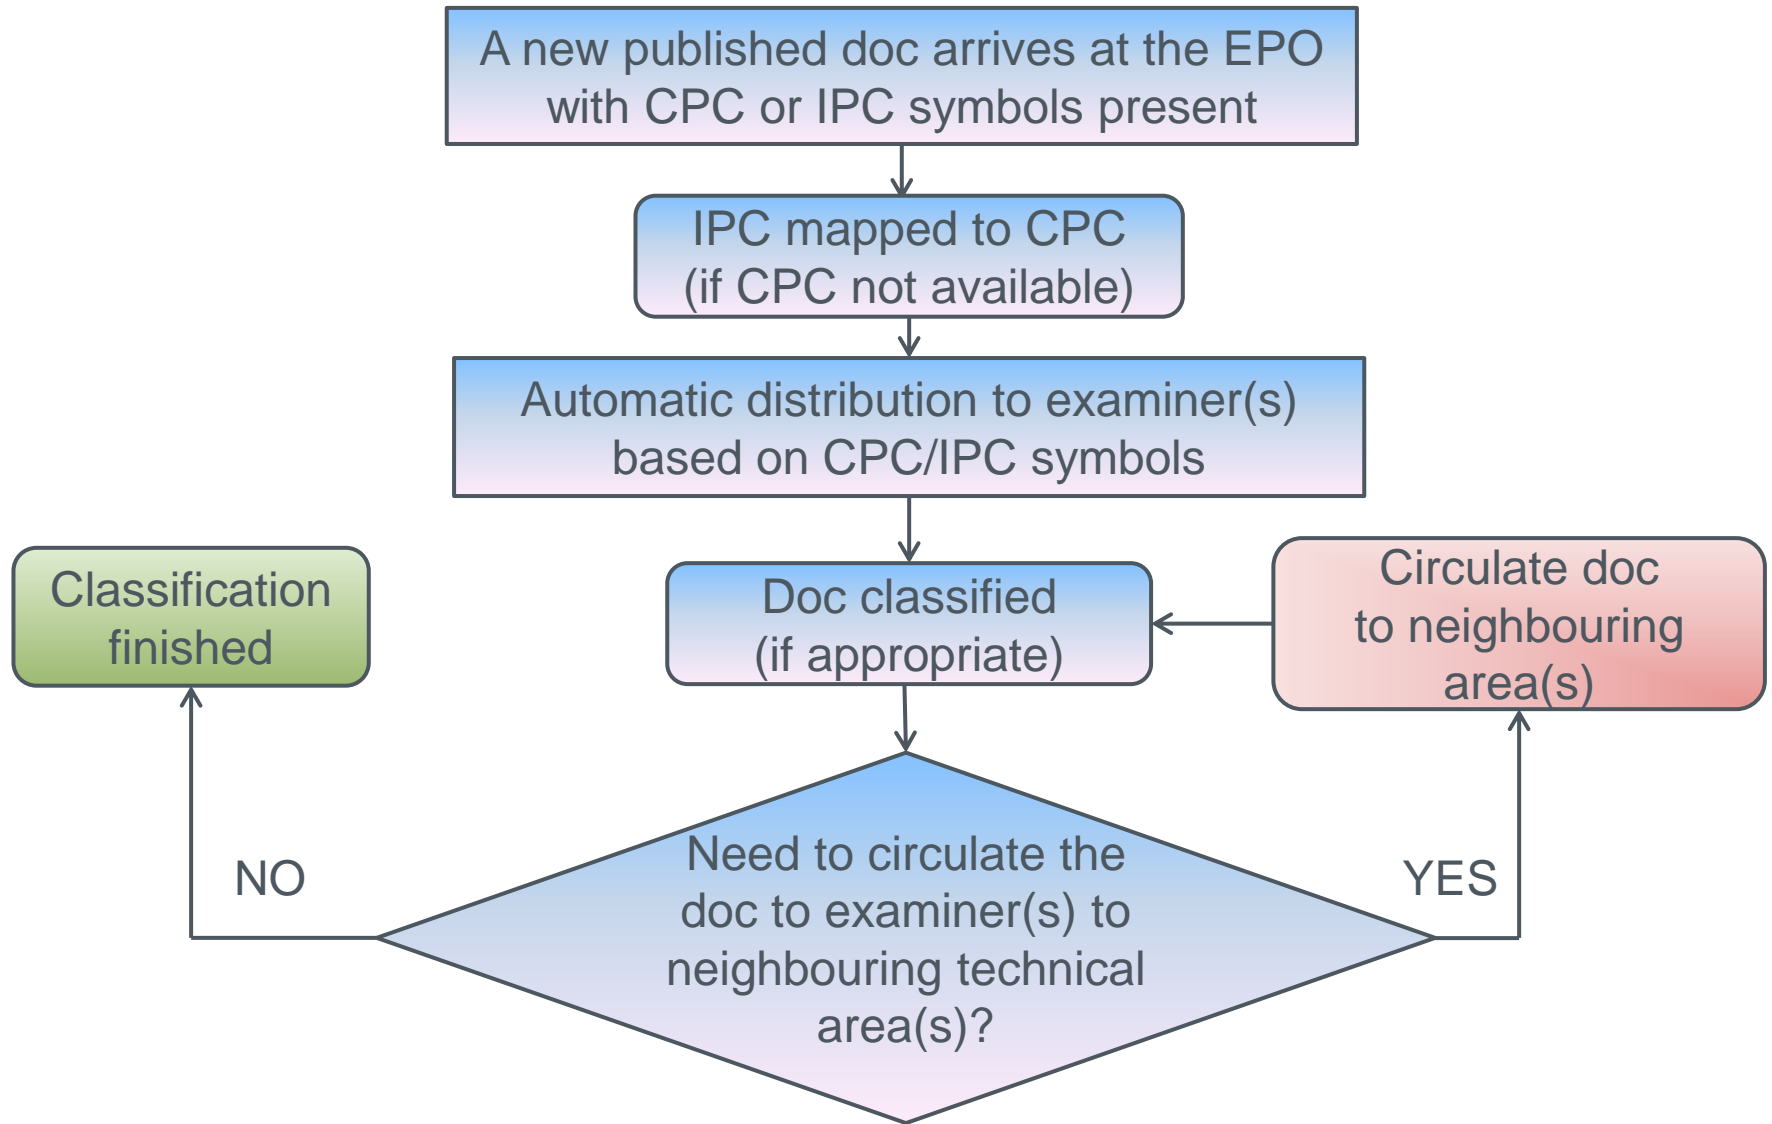 A new published doc arrives at the EPO
with CPC or IPC symbols present
IPC mapped to CPC
(if CPC not available)
Automatic distribution to examiner(s)
based on CPC/IPC symbols
Classification
finished
Doc classified
(if appropriate)
Circulate doc
to neighbouring
area(s)
NO
Need to circulate the
doc to examiner(s) to
neighbouring technical
area(s)?
YES